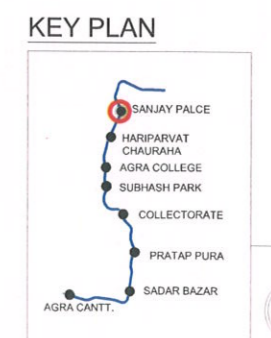 KEY PLAN
SANJAY PALCE
HARIPARVAT
CHAURAHA
AGRA COLLEGE
SUBHASH PARK
COLLECTORATE
PRATAP PURA
SADAR BAZAR
AGRA CANTT.